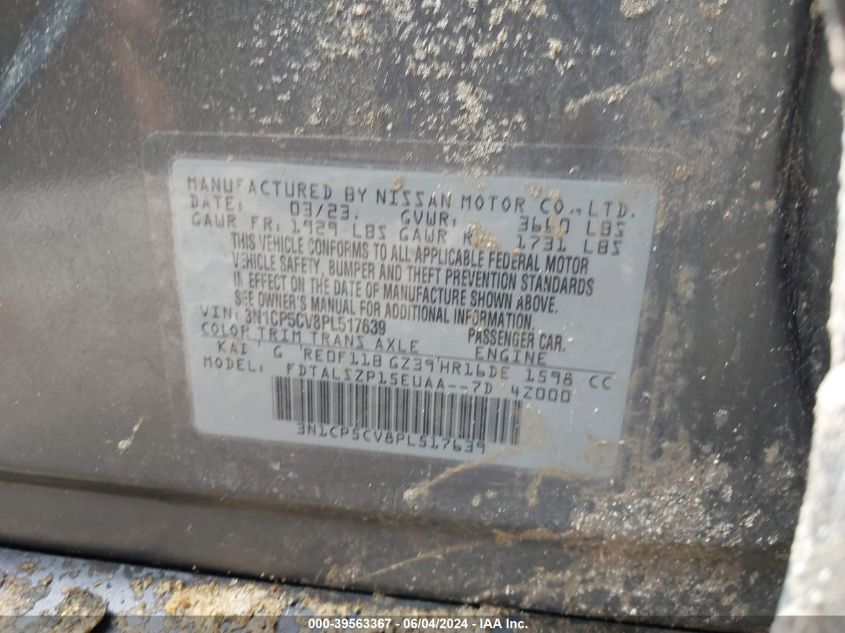 MANUFACTURED BY NISSAN MOTOR CO., LTD.
DATE: 03/23. GVWR: 3660 LBS
GAWR FR: 1929 LBS GAWR R 1731 LBS
THIS VEHICLE CONFORMS TO ALL APPLICABLE FEDERAL MOTOR
VEHICLE SAFETY, BUMPER AND THEFT PREVENTION STANDARDS
IN EFFECT ON THE DATE OF MANUFACTURE SHOWN ABOVE.
SEE OWNER'S MANUAL FOR ADDITIONAL INFORMATION.
VIN: 3N1CP5CV8PL517639 PASSENGER CAR.
COLOR TRIM TRANS AXLE ENGINE
KAD G RE0F11B GZ39 HR16DE 1598 CC
MODEL: FDTALSZP15EUAA--7D 4Z000
3N1CP5CV8PL517639
000-39563367 - 06/04/2024 - IAA Inc.